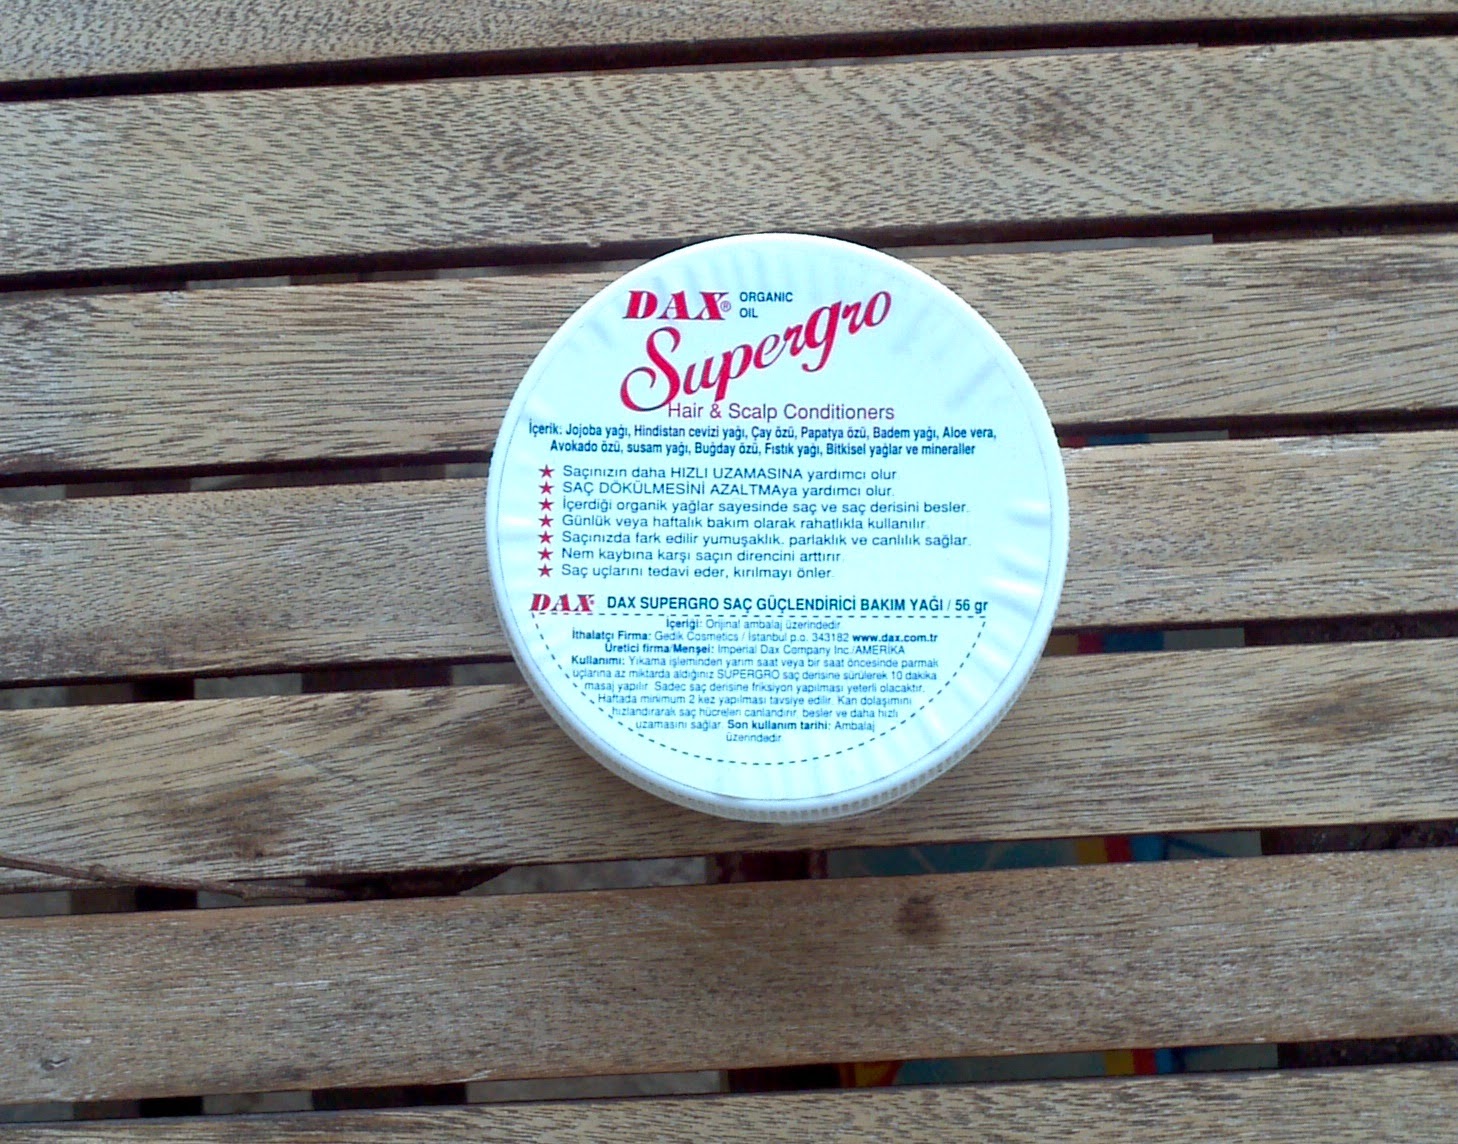 DAX® ORGANIC
OIL
Supergro
Hair & Scalp Conditioners
İçerik: Jojoba yağı, Hindistan cevizi yağı, Çay özü, Papatya özü, Badem yağı, Aloe vera,
Avokado özü, susam yağı, Buğday özü, Fıstık yağı, Bitkisel yağlar ve mineraller
★ Saçınızın daha HIZLI UZAMASINA yardımcı olur.
★ SAÇ DÖKÜLMESİNİ AZALTMAya yardımcı olur.
★ İçerdiği organik yağlar sayesinde saç ve saç derisini besler.
★ Günlük veya haftalık bakım olarak rahatlıkla kullanılır.
★ Saçınızda fark edilir yumuşaklık. parlaklık ve canlılık sağlar.
★ Nem kaybına karşı saçın direncini arttırır.
★ Saç uçlarını tedavi eder, kırılmayı önler.
DAX® DAX SUPERGRO SAÇ GÜÇLENDİRİCİ BAKIM YAĞI / 56 gr
İçeriği: Orijinal ambalaj üzerindedir
İthalatçı Firma: Gedik Cosmetics / İstanbul p.o. 343182 www.dax.com.tr
Üretici firma/Menşei: Imperial Dax Company Inc./AMERİKA
Kullanımı: Yıkama işleminden yarım saat veya bir saat öncesinde parmak
uçlarına az miktarda aldığınız SUPERGRO saç derisine sürülerek 10 dakika
masaj yapılır. Sadec saç derisine friksiyon yapılması yeterli olacaktır.
Haftada minimum 2 kez yapılması tavsiye edilir. Kan dolaşımını
hızlandırarak saç hücreleri canlandırır, besler ve daha hızlı
uzamasını sağlar. Son kullanım tarihi: Ambalaj
üzerindedir